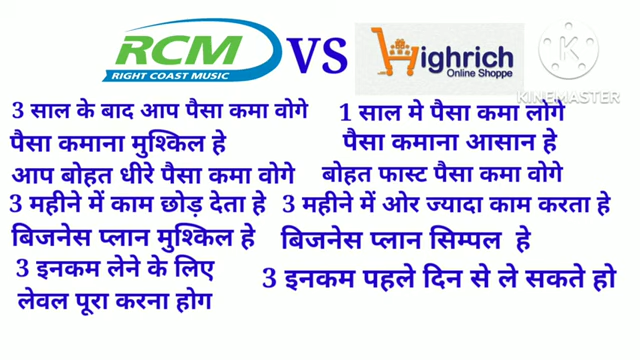 RCM
RIGHT COAST MUSIC
VS
Highrich
Online Shoppe
K
KINEMASTER
3 साल के बाद आप पैसा कमा वोगे
पैसा कमाना मुश्किल हे
आप बोहत धीरे पैसा कमा वोगे
3 महीने में काम छोड़ देता हे
बिजनेस प्लान मुश्किल हे
3 इनकम लेने के लिए
लेवल पूरा करना होग
1 साल मे पैसा कमा लोगे
पैसा कमाना आसान हे
बोहत फास्ट पैसा कमा वोगे
3 महीने में ओर ज्यादा काम करता हे
बिजनेस प्लान सिम्पल हे
3 इनकम पहले दिन से ले सकते हो